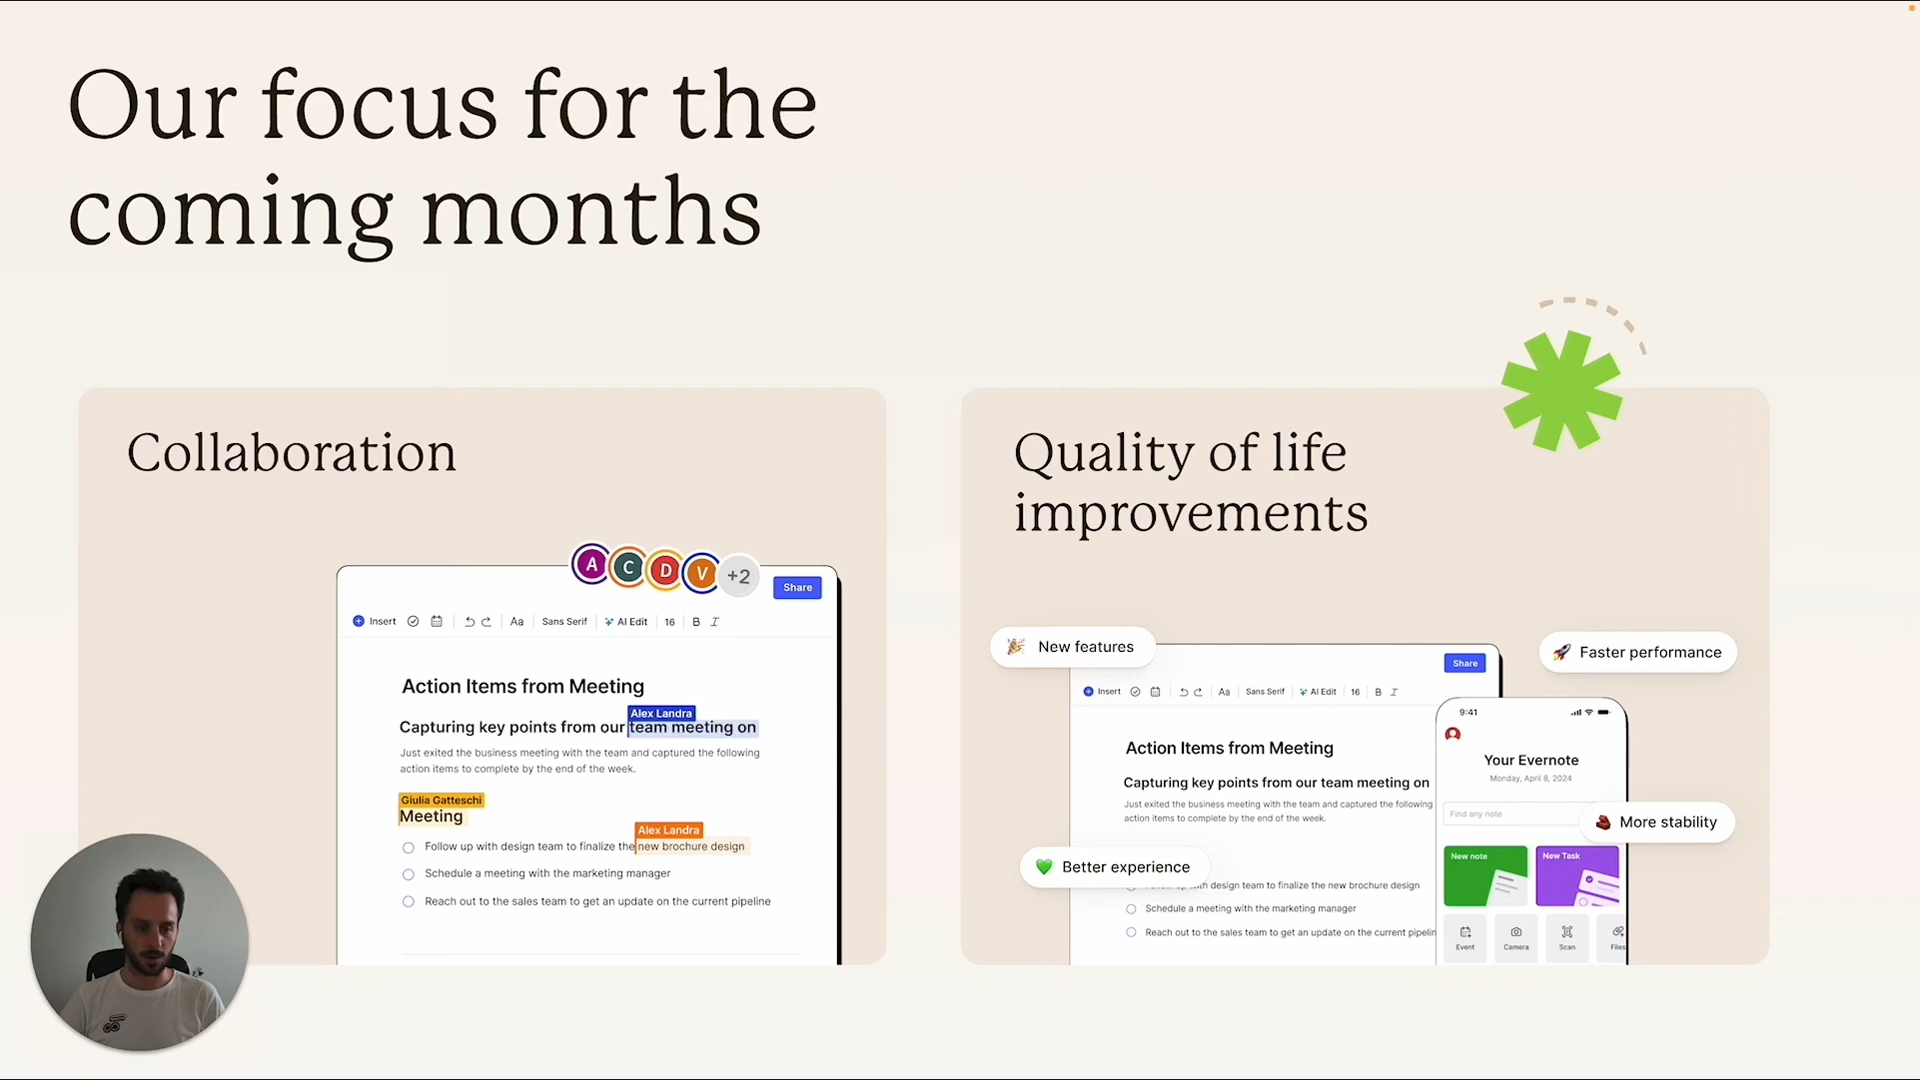 Our focus for the
coming months
Collaboration
A C D V +2
Share
Insert Aa Sans Serif AI Edit 16 B I
Action Items from Meeting
Alex Landra
Capturing key points from our team meeting on
Just exited the business meeting with the team and captured the following
action items to complete by the end of the week.
Giulia Gatteschi
Meeting
Alex Landra
Follow up with design team to finalize the new brochure design
Schedule a meeting with the marketing manager
Reach out to the sales team to get an update on the current pipeline
Quality of life
improvements
New features
Faster performance
Share
Insert Aa Sans Serif AI Edit 16 B I
Action Items from Meeting
Capturing key points from our team meeting on
Just exited the business meeting with the team and captured the following
action items to complete by the end of the week.
Better experience
design team to finalize the new brochure design
Schedule a meeting with the marketing manager
Reach out to the sales team to get an update on the current pipelin
9:41
Your Evernote
Monday, April 8, 2024
Find any note
More stability
New note
New Task
Event
Camera
Scan
Files